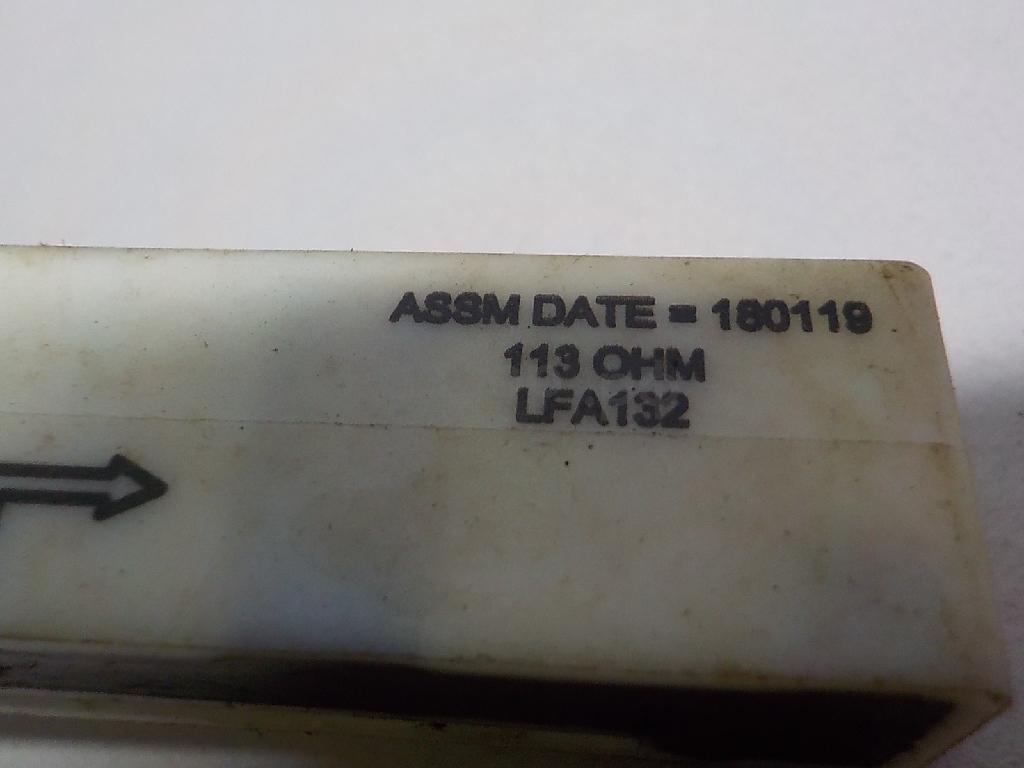 ASSM DATE = 180119
113 OHM
LFA132